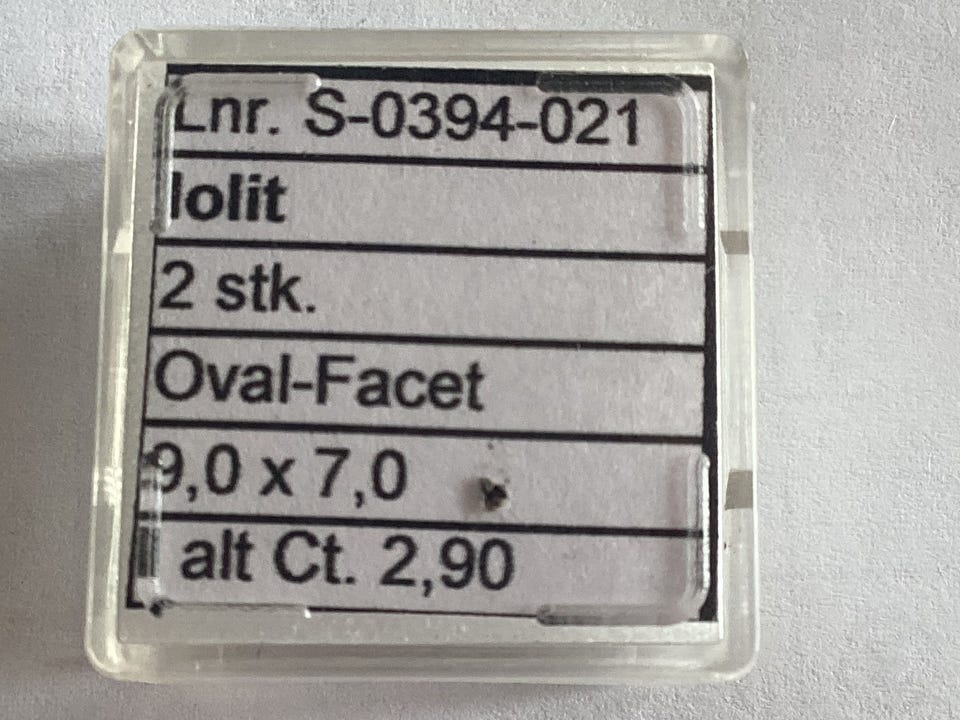 Lnr. S-0394-021
Iolit
2 stk.
Oval-Facet
9,0 x 7,0
alt Ct. 2,90